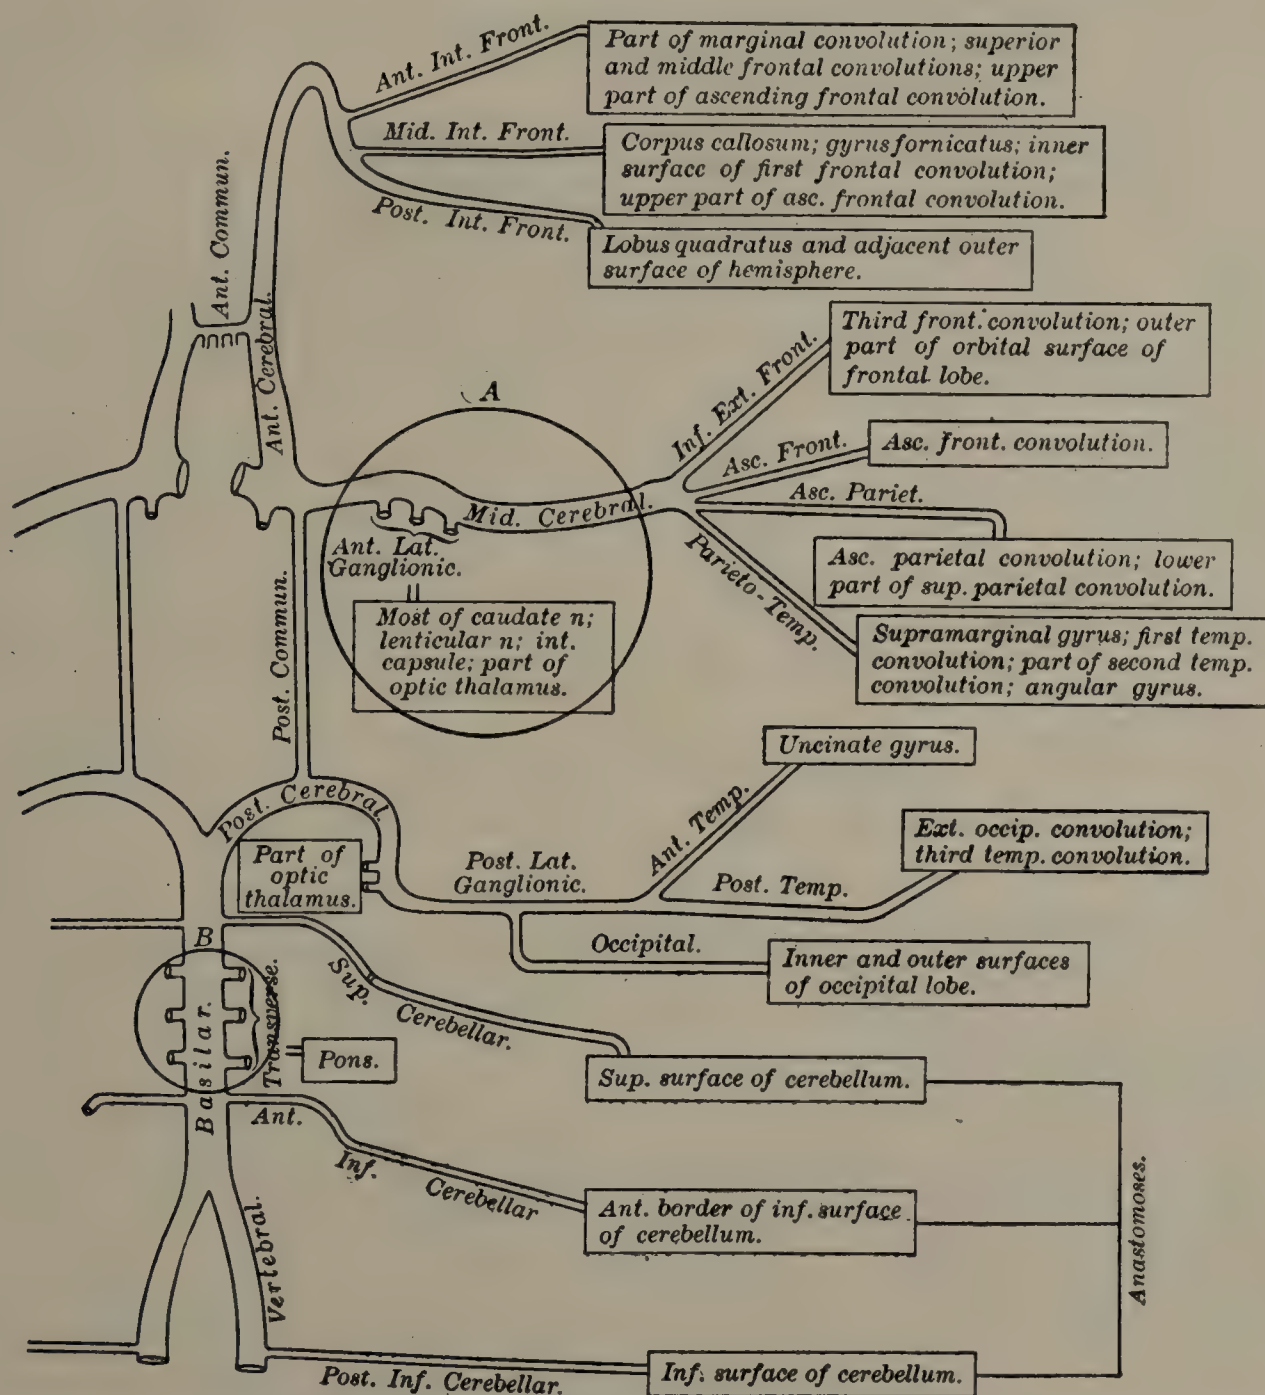 Ant. Int. Front.
Part of marginal convolution; superior
and middle frontal convolutions; upper
part of ascending frontal convolution.
Mid. Int. Front.
Corpus callosum; gyrus fornicatus; inner
surface of first frontal convolution;
upper part of asc. frontal convolution.
Post. Int. Front.
Lobus quadratus and adjacent outer
surface of hemisphere.
Ant. Commun.
Ant. Cerebral.
A
Inf. Ext. Front.
Third front. convolution; outer
part of orbital surface of
frontal lobe.
Asc. Front.
Asc. front. convolution.
Mid. Cerebral.
Asc. Pariet.
Asc. parietal convolution; lower
part of sup. parietal convolution.
Parieto-Temp.
Supramarginal gyrus; first temp.
convolution; part of second temp.
convolution; angular gyrus.
Ant. Lat.
Ganglionic.
Most of caudate n;
lenticular n; int.
capsule; part of
optic thalamus.
Post. Commun.
Post. Cerebral.
Part of
optic
thalamus.
Post. Lat.
Ganglionic.
Ant. Temp.
Uncinate gyrus.
Post. Temp.
Ext. occip. convolution;
third temp. convolution.
Occipital.
Inner and outer surfaces
of occipital lobe.
B
Basilar.
Transverse.
Pons.
Sup. Cerebellar.
Sup. surface of cerebellum.
Ant. Inf. Cerebellar
Ant. border of inf. surface
of cerebellum.
Anastomoses.
Vertebral.
Post. Inf. Cerebellar.
Inf. surface of cerebellum.